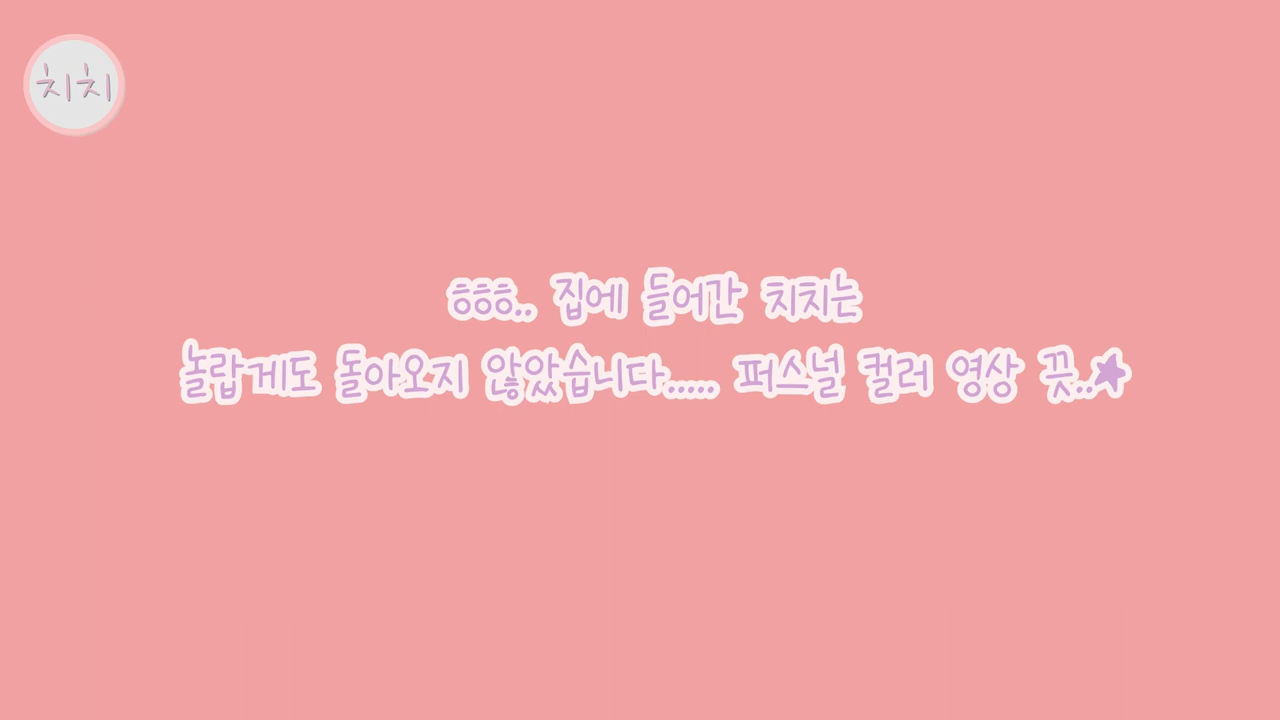 치치
ㅎㅎㅎ.. 집에 들어간 치치는
놀랍게도 돌아오지 않았습니다..... 퍼스널 컬러 영상 끗..★